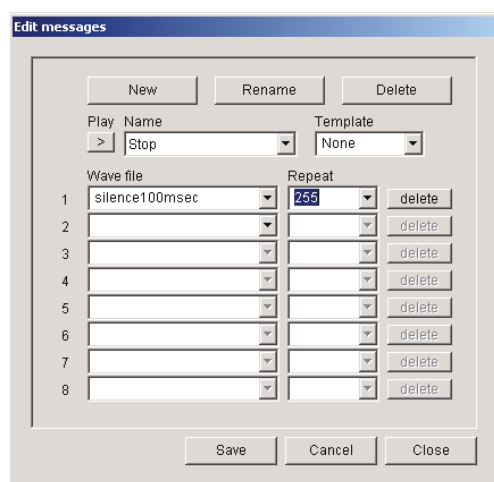 Edit messages
New Rename Delete
Play Name Template
> Stop None
Wave file Repeat
1 silence100msec 255 delete
2 delete
3 delete
4 delete
5 delete
6 delete
7 delete
8 delete
Save Cancel Close